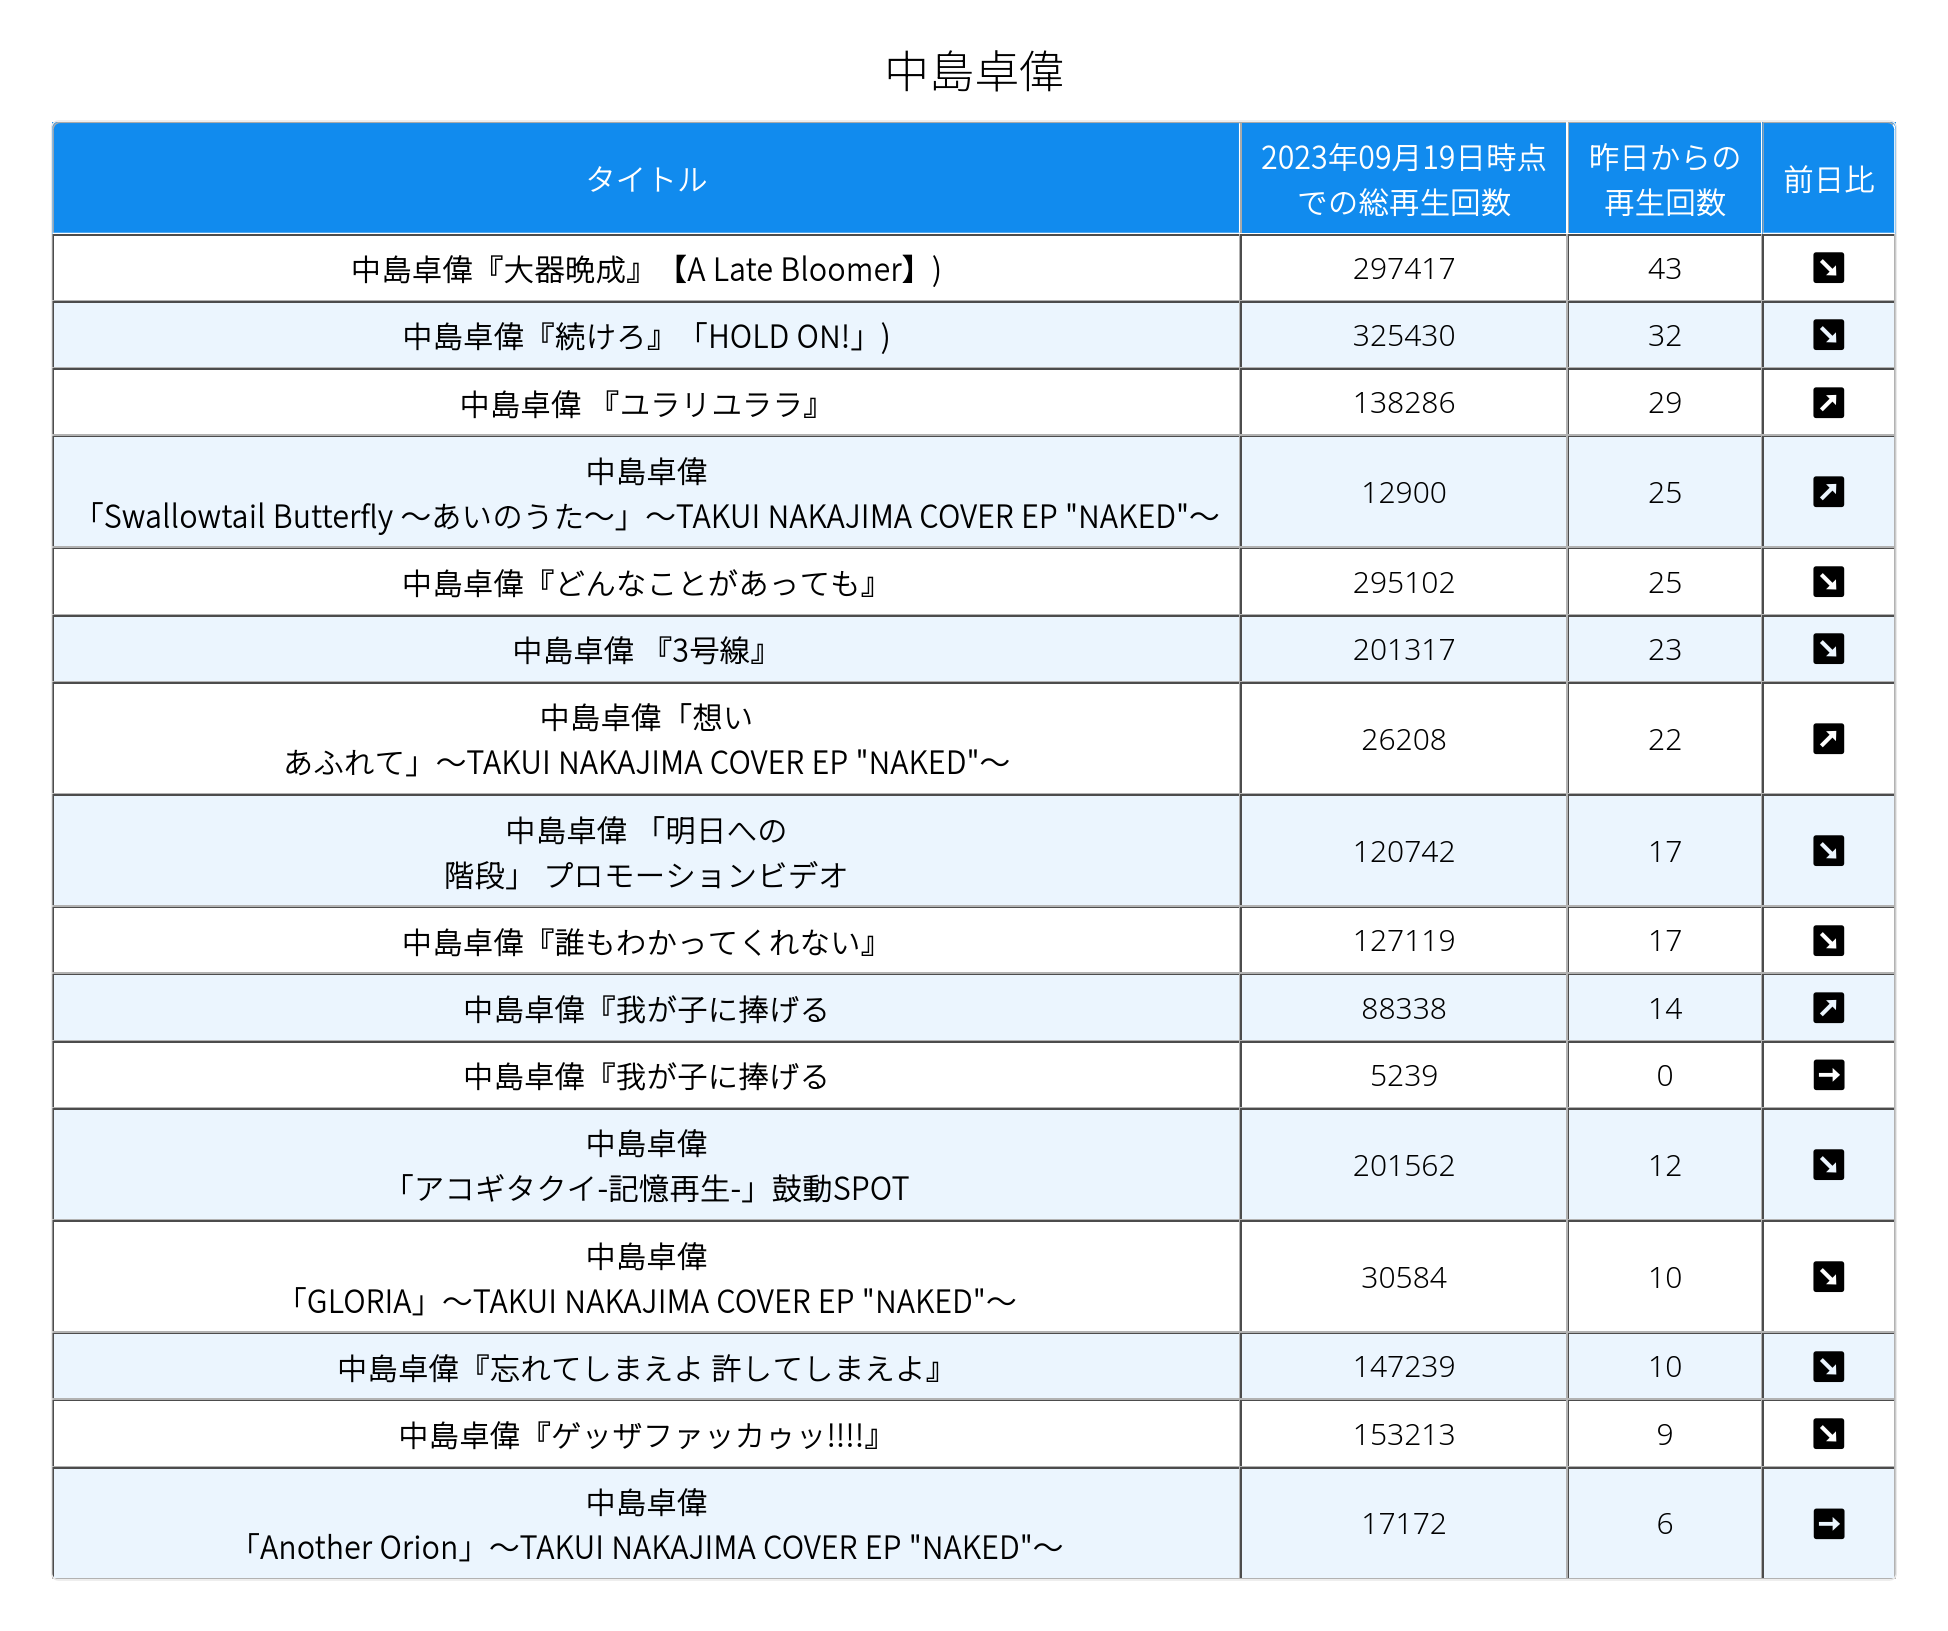 中島卓偉
タイトル
2023年09月19日時点
での総再生回数
昨日からの
再生回数
前日比
中島卓偉『大器晩成』【A Late Bloomer】) 297417 43
中島卓偉『続けろ』「HOLD ON!」) 325430 32
中島卓偉 『ユラリユララ』 138286 29
中島卓偉
「Swallowtail Butterfly ～あいのうた～」～TAKUI NAKAJIMA COVER EP "NAKED"～ 12900 25
中島卓偉『どんなことがあっても』 295102 25
中島卓偉 『3号線』 201317 23
中島卓偉「想い
あふれて」～TAKUI NAKAJIMA COVER EP "NAKED"～ 26208 22
中島卓偉 「明日への
階段」 プロモーションビデオ 120742 17
中島卓偉『誰もわかってくれない』 127119 17
中島卓偉『我が子に捧げる 88338 14
中島卓偉『我が子に捧げる 5239 0
中島卓偉
「アコギタクイ-記憶再生-」鼓動SPOT 201562 12
中島卓偉
「GLORIA」～TAKUI NAKAJIMA COVER EP "NAKED"～ 30584 10
中島卓偉『忘れてしまえよ 許してしまえよ』 147239 10
中島卓偉『ゲッザファッカゥッ!!!!』 153213 9
中島卓偉
「Another Orion」～TAKUI NAKAJIMA COVER EP "NAKED"～ 17172 6